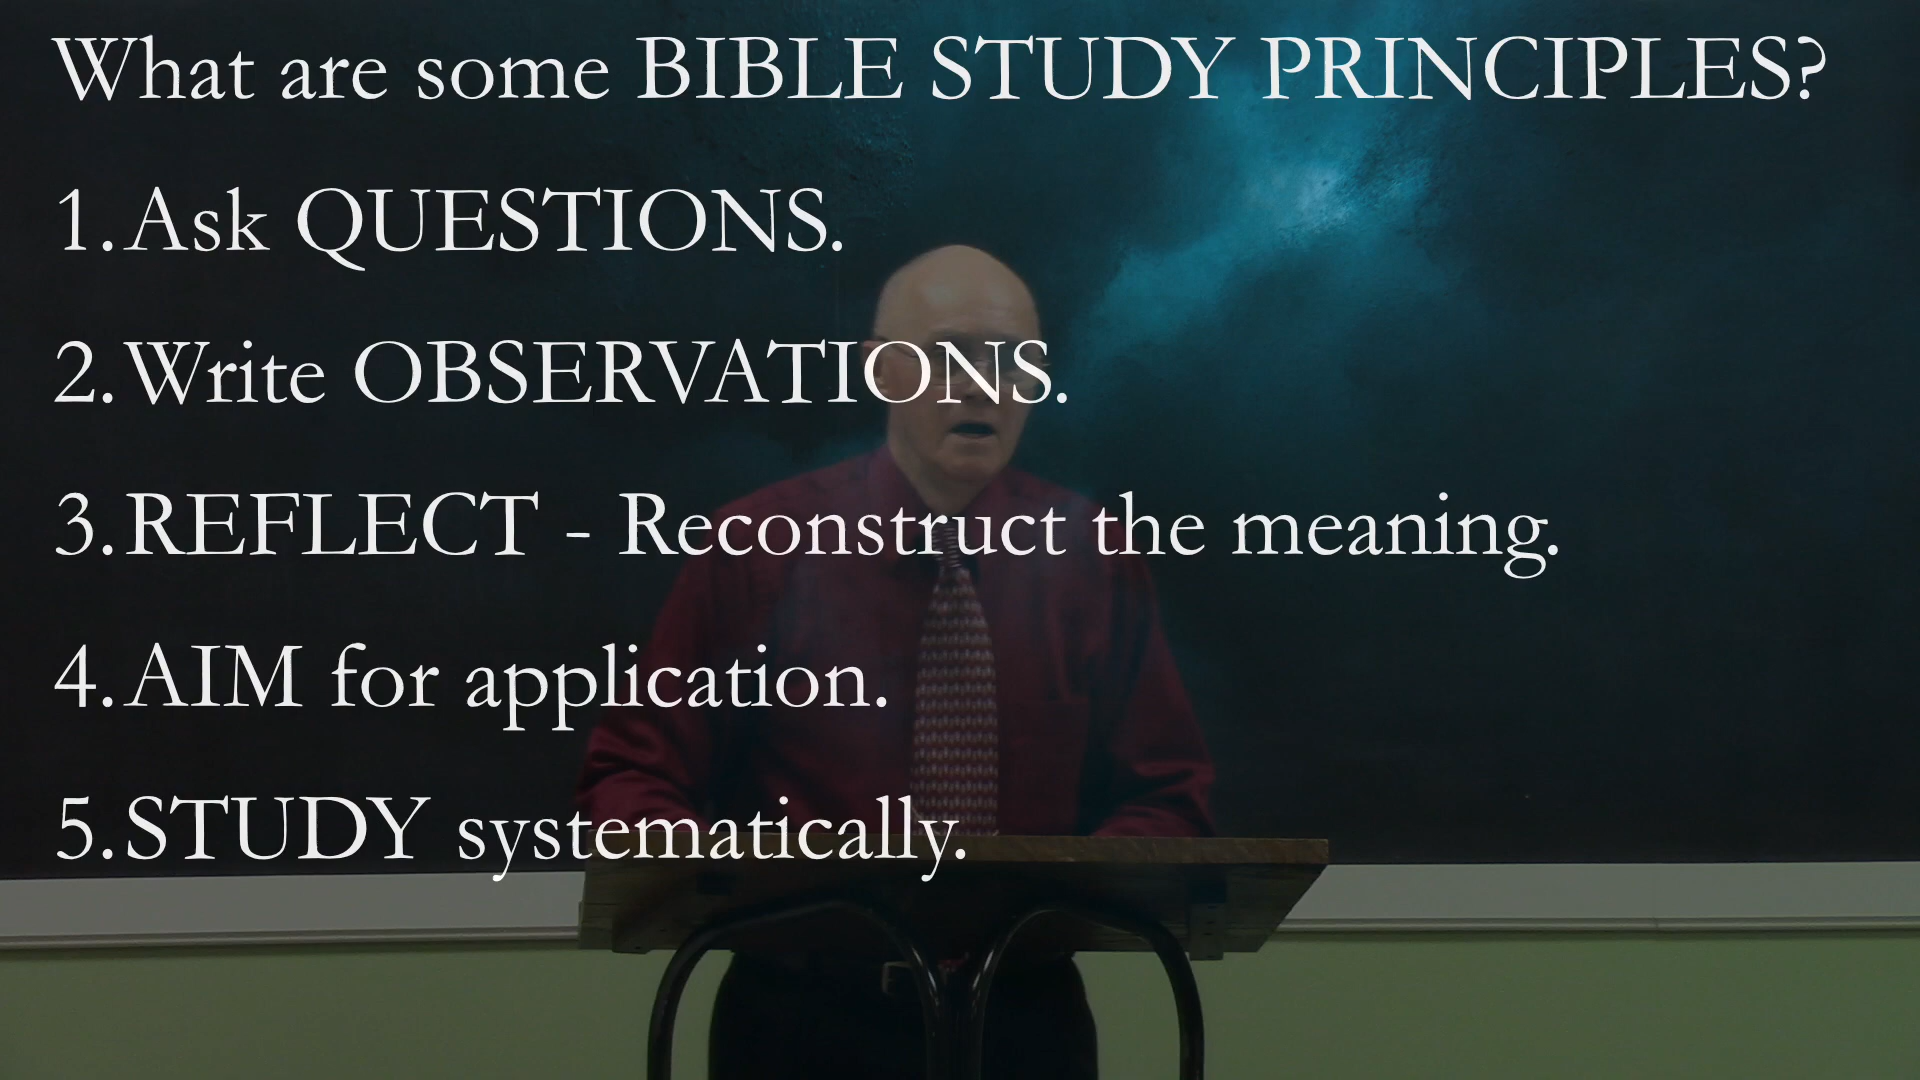 What are some BIBLE STUDY PRINCIPLES?
1. Ask QUESTIONS.
2. Write OBSERVATIONS.
3. REFLECT - Reconstruct the meaning.
4. AIM for application.
5. STUDY systematically.